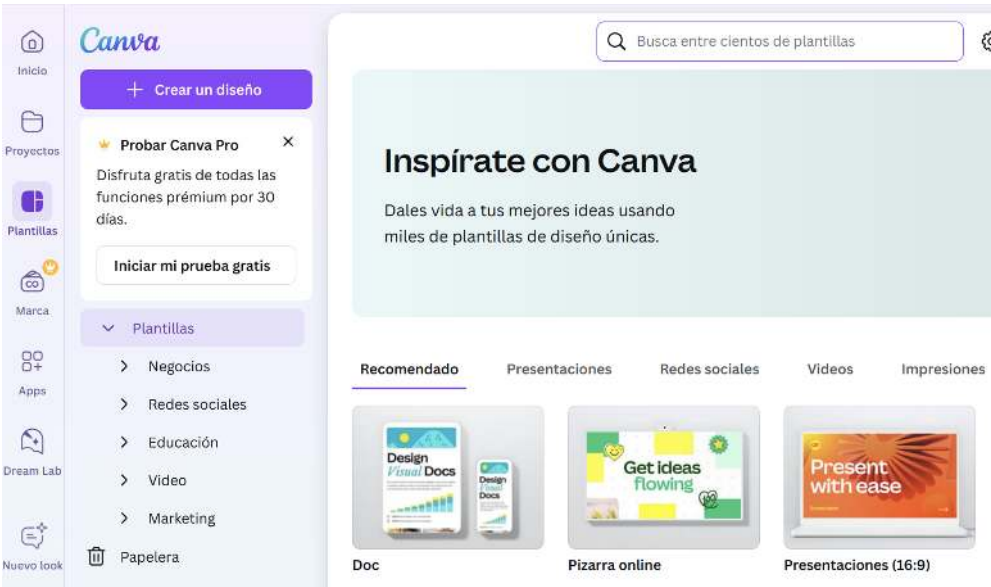 Inicio
Proyectos
Plantillas
Marca
Apps
Dream Lab
Nuevo look
Canva
+ Crear un diseño
Probar Canva Pro
Disfruta gratis de todas las
funciones prémium por 30
días.
Iniciar mi prueba gratis
Plantillas
Negocios
Redes sociales
Educación
Video
Marketing
Papelera
Busca entre cientos de plantillas
Inspírate con Canva
Dales vida a tus mejores ideas usando
miles de plantillas de diseño únicas.
Recomendado Presentaciones Redes sociales Videos Impresiones
Design
Visual Docs
Design
Visual
Docs
Doc
Get ideas
flowing
Pizarra online
Present
with ease
Presentaciones (16:9)